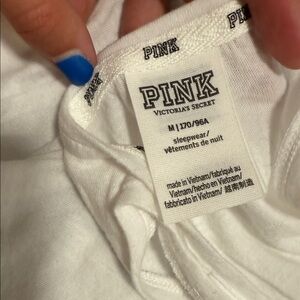 PINK
PINK
PINK
PINK
VICTORIA'S SECRET
M | 170/96A
sleepwear/
vêtements de nuit
made in Vietnam/fabriqué au
Vietnam/hecho en Vietnam/
fabbricato in Vietnam/ 越南制造